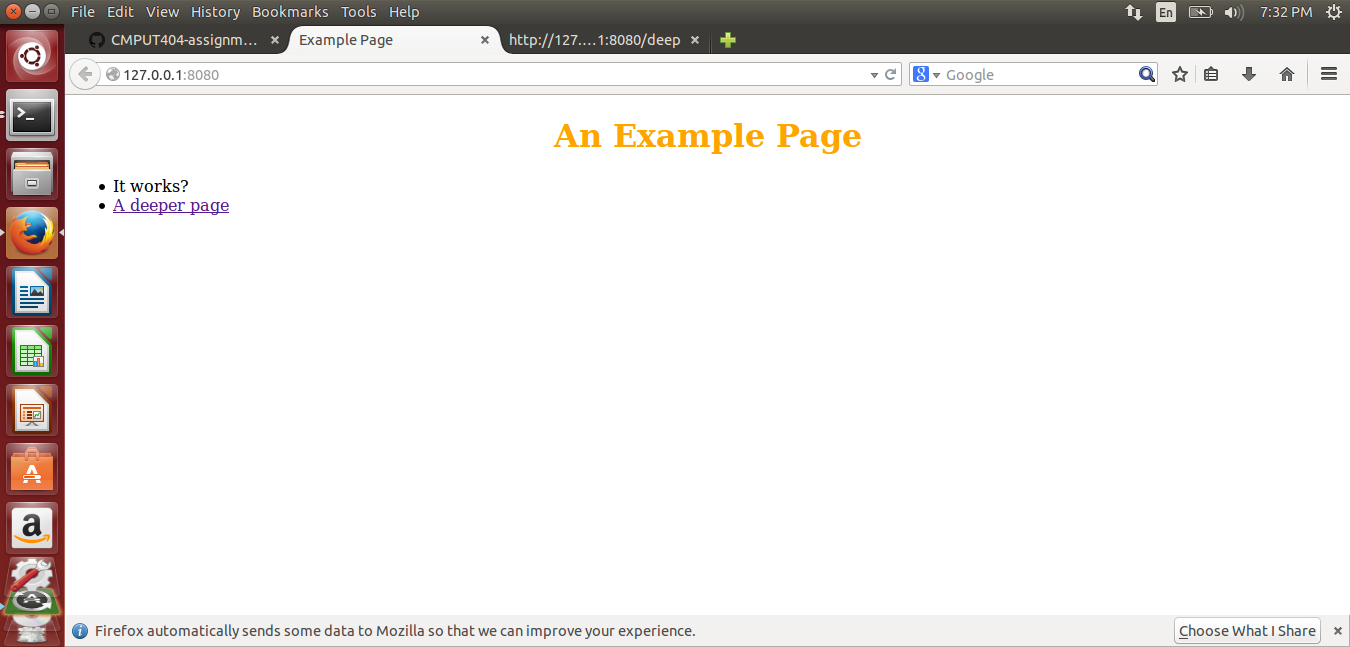 File Edit View History Bookmarks Tools Help
En
7:32 PM
CMPUT404-assignm...
Example Page
http://127....1:8080/deep
127.0.0.1:8080
8
Google
An Example Page
It works?
A deeper page
>_
A
a
Firefox automatically sends some data to Mozilla so that we can improve your experience.
Choose What I Share